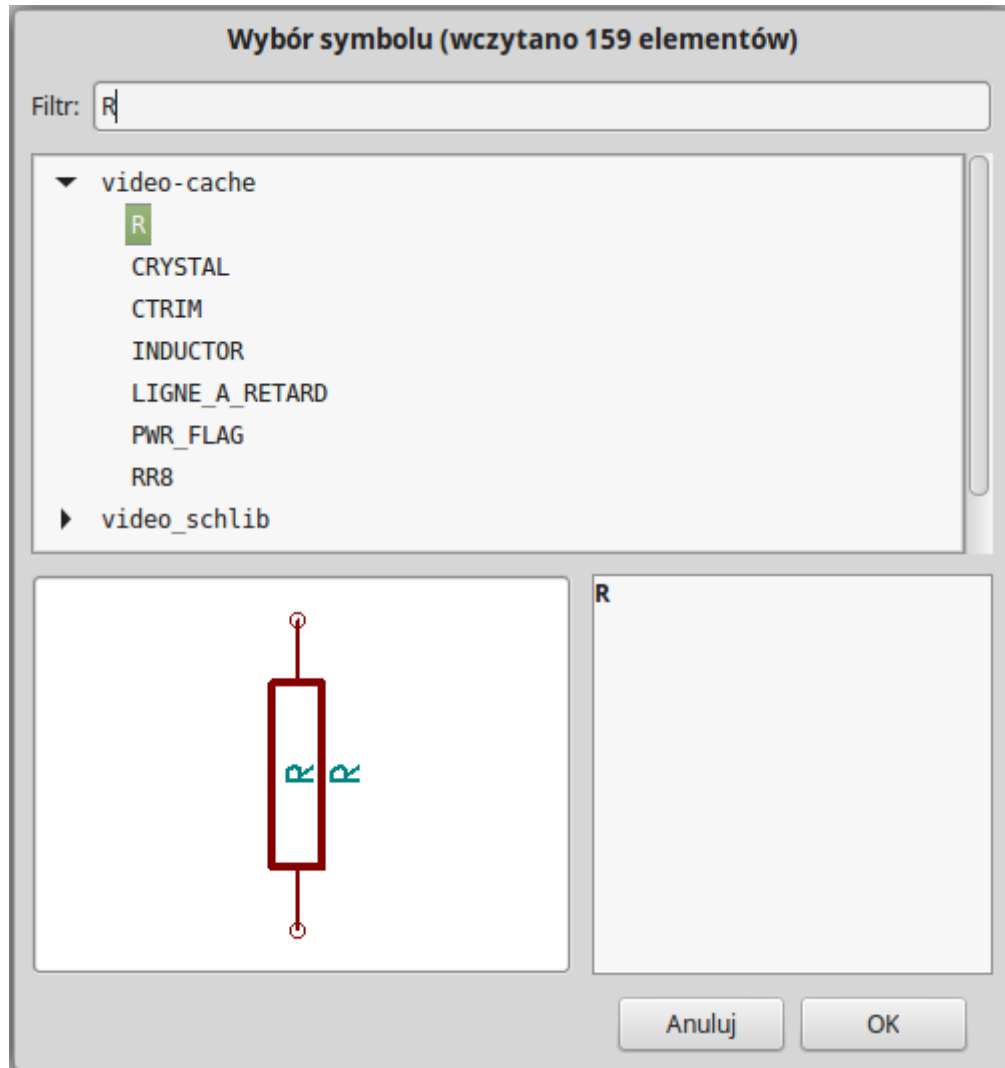 Wybór symbolu (wczytano 159 elementów)
Filtr: R
video-cache
R
CRYSTAL
CTRIM
INDUCTOR
LIGNE_A_RETARD
PWR_FLAG
RR8
video_schlib
R R
R
Anuluj OK